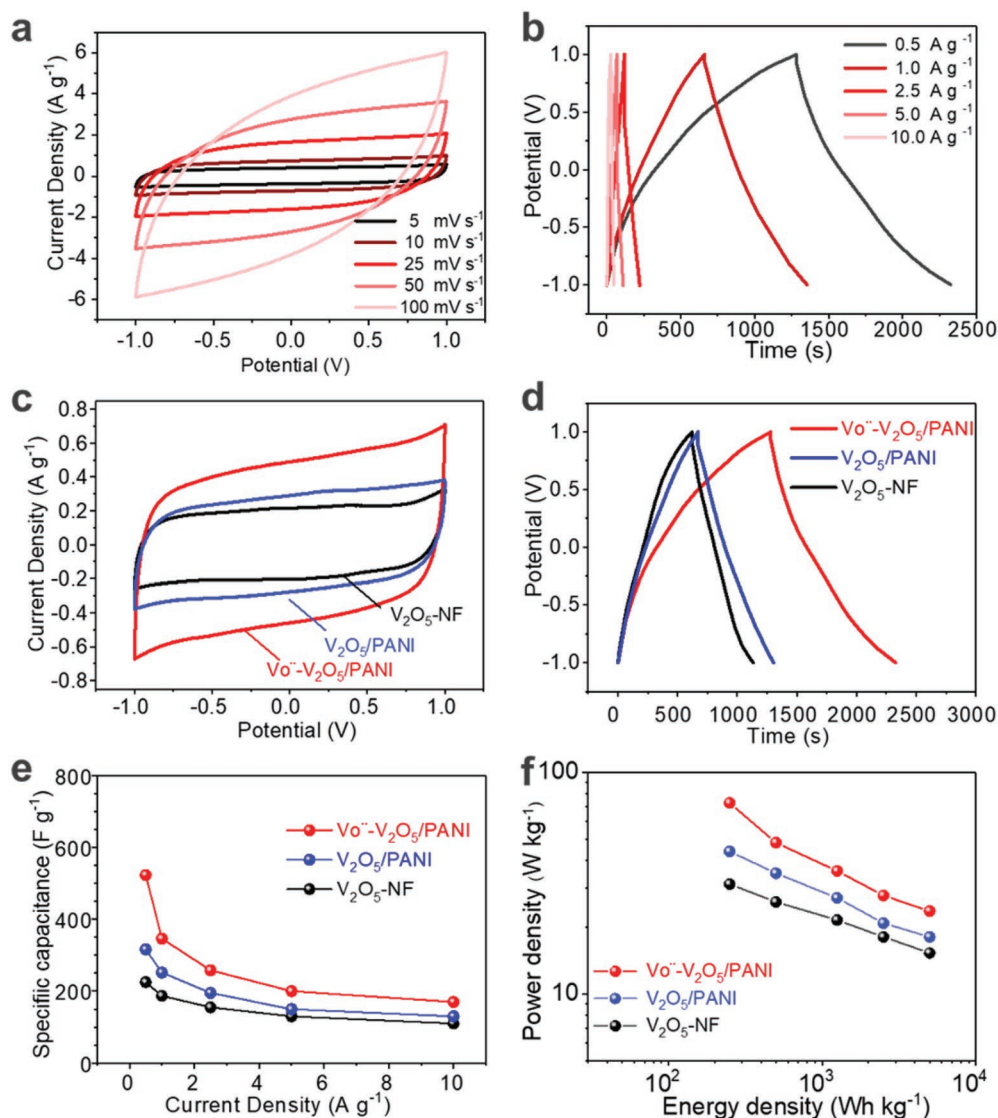 a
6
4
2
0
-2
-4
-6
Current Density (A g⁻¹)
5 mV s⁻¹
10 mV s⁻¹
25 mV s⁻¹
50 mV s⁻¹
100 mV s⁻¹
-1.0 -0.5 0.0 0.5 1.0
Potential (V)
b
1.0
0.5
0.0
-0.5
-1.0
Potential (V)
0.5 A g⁻¹
1.0 A g⁻¹
2.5 A g⁻¹
5.0 A g⁻¹
10.0 A g⁻¹
0 500 1000 1500 2000 2500
Time (s)
c
0.8
0.6
0.4
0.2
0.0
-0.2
-0.4
-0.6
-0.8
Current Density (A g⁻¹)
V₂O₅-NF
V₂O₅/PANI
Vo¨-V₂O₅/PANI
-1.0 -0.5 0.0 0.5 1.0
Potential (V)
d
1.0
0.5
0.0
-0.5
-1.0
Potential (V)
Vo¨-V₂O₅/PANI
V₂O₅/PANI
V₂O₅-NF
0 500 1000 1500 2000 2500 3000
Time (s)
e
800
600
400
200
0
Specifiic capacitance (F g⁻¹)
Vo¨-V₂O₅/PANI
V₂O₅/PANI
V₂O₅-NF
0 2 4 6 8 10
Current Density (A g⁻¹)
f
100
10
Power density (W kg⁻¹)
Vo¨-V₂O₅/PANI
V₂O₅/PANI
V₂O₅-NF
10² 10³ 10⁴
Energy density (Wh kg⁻¹)